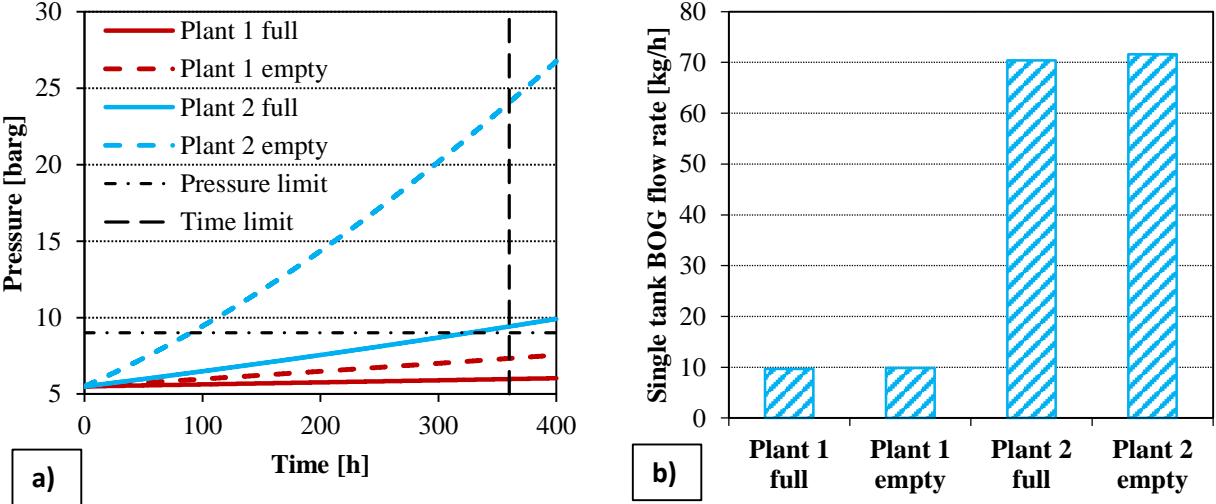 30
25
20
15
10
5
Pressure [barg]
Plant 1 full
Plant 1 empty
Plant 2 full
Plant 2 empty
Pressure limit
Time limit
0
100
200
300
400
Time [h]
a)
80
70
60
50
40
30
20
10
0
Single tank BOG flow rate [kg/h]
Plant 1
full
Plant 1
empty
Plant 2
full
Plant 2
empty
b)